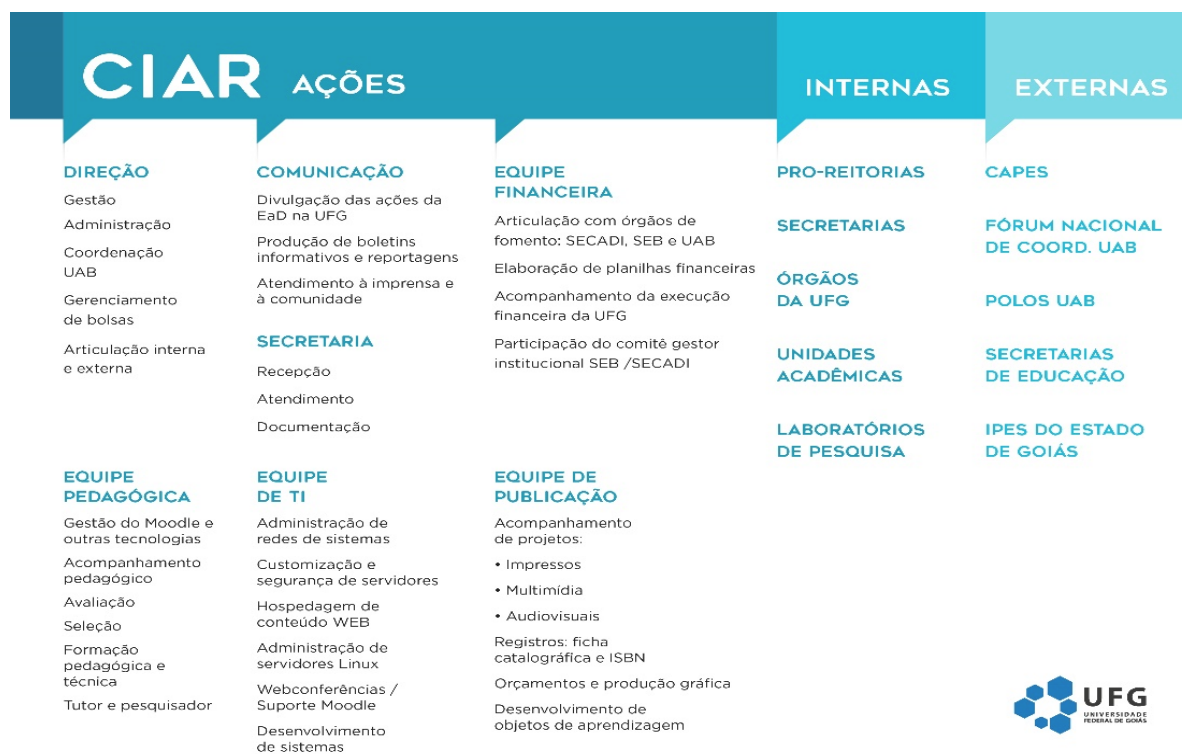 CIAR AÇÕES
INTERNAS
EXTERNAS
DIREÇÃO
Gestão
Administração
Coordenação
UAB
Gerenciamento
de bolsas
Articulação interna
e externa
COMUNICAÇÃO
Divulgação das ações da
EaD na UFG
Produção de boletins
informativos e reportagens
Atendimento à imprensa e
à comunidade
SECRETARIA
Recepção
Atendimento
Documentação
EQUIPE
FINANCEIRA
Articulação com órgãos de
fomento: SECADI, SEB e UAB
Elaboração de planilhas financeiras
Acompanhamento da execução
financeira da UFG
Participação do comitê gestor
institucional SEB /SECADI
PRO-REITORIAS
SECRETARIAS
ÓRGÃOS
DA UFG
UNIDADES
ACADÊMICAS
LABORATÓRIOS
DE PESQUISA
CAPES
FÓRUM NACIONAL
DE COORD. UAB
POLOS UAB
SECRETARIAS
DE EDUCAÇÃO
IPES DO ESTADO
DE GOIÁS
EQUIPE
PEDAGÓGICA
Gestão do Moodle e
outras tecnologias
Acompanhamento
pedagógico
Avaliação
Seleção
Formação
pedagógica e
técnica
Tutor e pesquisador
EQUIPE
DE TI
Administração de
redes de sistemas
Customização e
segurança de servidores
Hospedagem de
conteúdo WEB
Administração de
servidores Linux
Webconferências /
Suporte Moodle
Desenvolvimento
de sistemas
EQUIPE DE
PUBLICAÇÃO
Acompanhamento
de projetos:
• Impressos
• Multimídia
• Audiovisuais
Registros: ficha
catalográfica e ISBN
Orçamentos e produção gráfica
Desenvolvimento de
objetos de aprendizagem
UFG
UNIVERSIDADE
FEDERAL DE GOIÁS